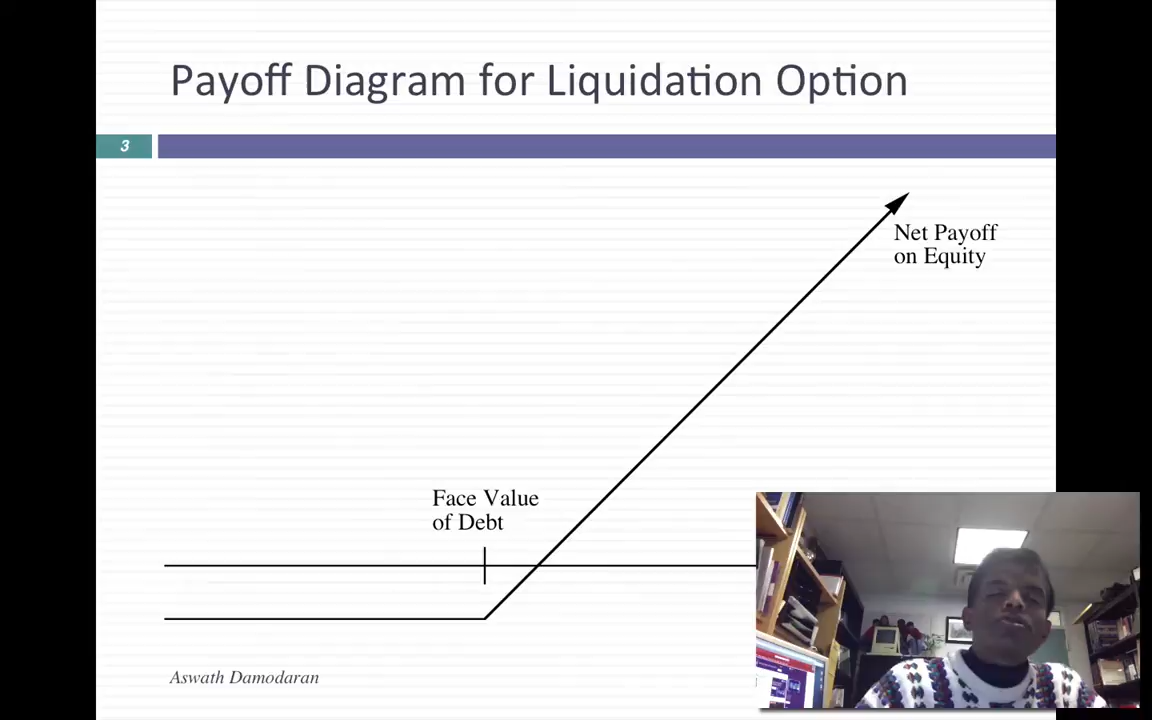 Payoff Diagram for Liquidation Option
3
Net Payoff
on Equity
Face Value
of Debt
Aswath Damodaran